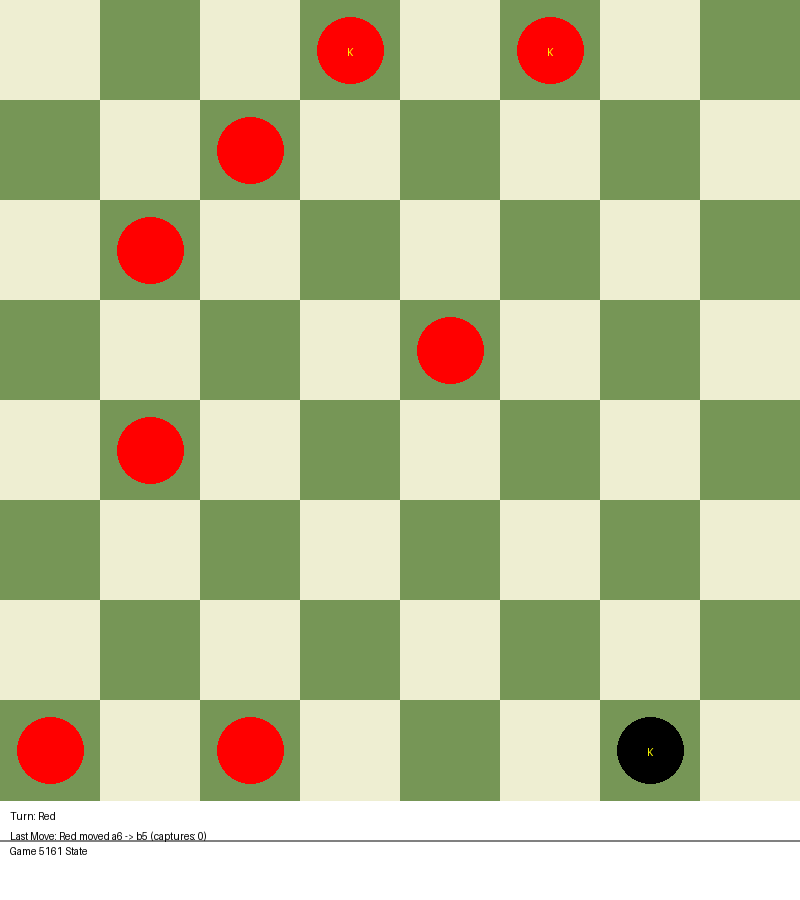 K K
K
Turn: Red
Last Move: Red moved a6 -> b5 (captures: 0)
Game 5161 State